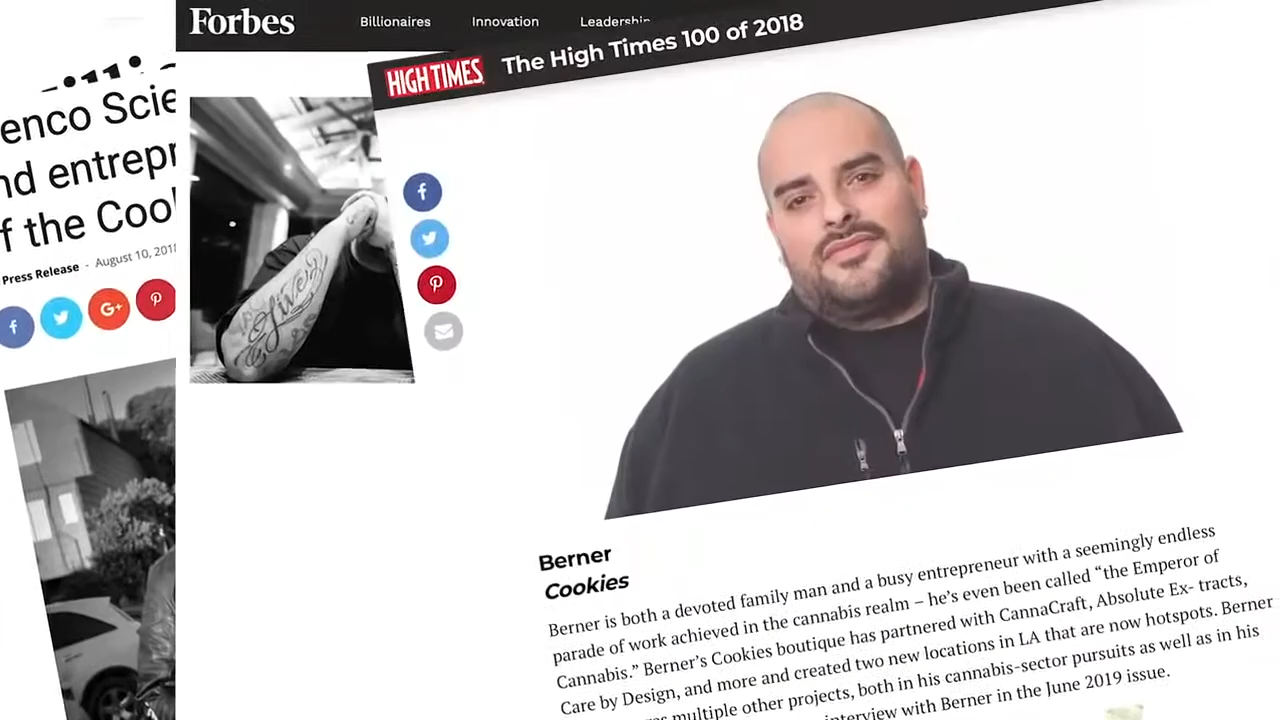 enco Scie
nd entrepr
f the Cool
Press Release - August 10, 201
Forbes
Billionaires Innovation Leadership
HIGH TIMES The High Times 100 of 2018
Berner
Cookies
Berner is both a devoted family man and a busy entrepreneur with a seemingly endless
parade of work achieved in the cannabis realm – he’s even been called “the Emperor of
Cannabis.” Berner’s Cookies boutique has partnered with CannaCraft, Absolute Ex- tracts,
Care by Design, and more and created two new locations in LA that are now hotspots. Berner
multiple other projects, both in his cannabis-sector pursuits as well as in his
interview with Berner in the June 2019 issue.